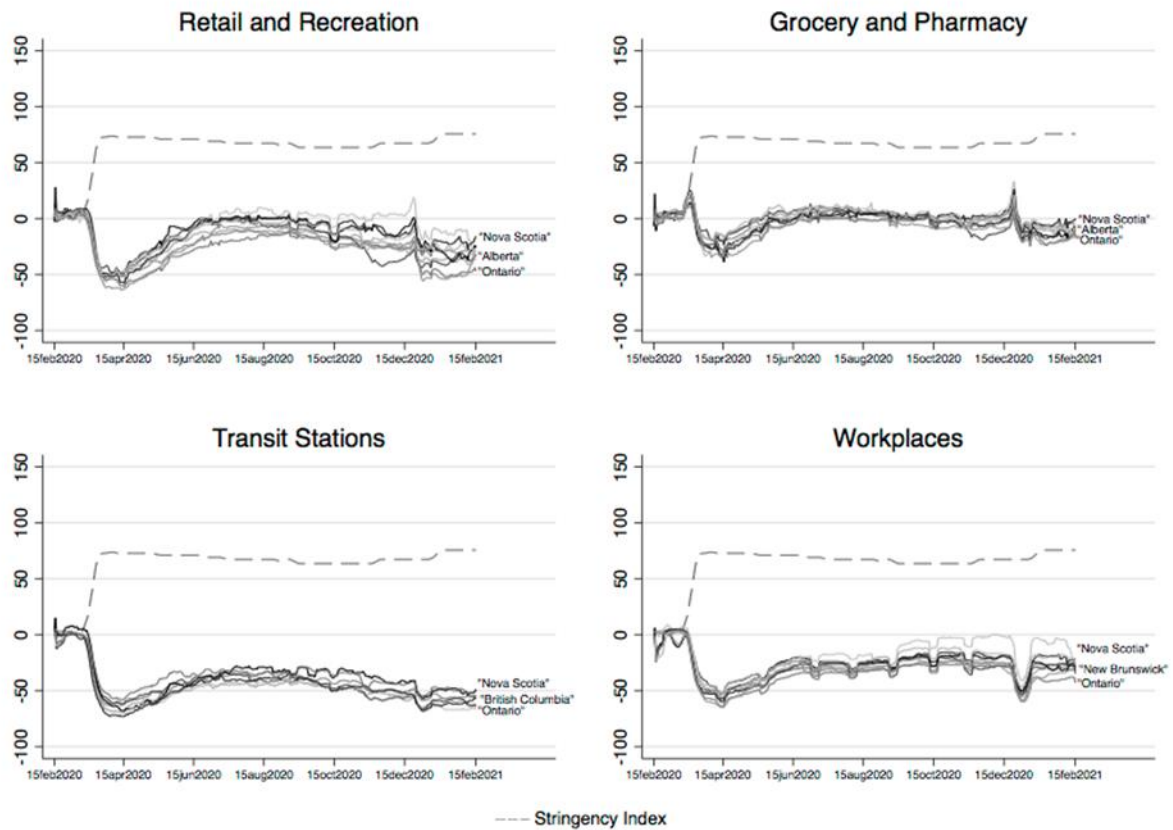 Retail and Recreation
150
100
50
0
-50
-100
"Nova Scotia"
"Alberta"
"Ontario"
15feb2020 15apr2020 15jun2020 15aug2020 15oct2020 15dec2020 15feb2021
Grocery and Pharmacy
150
100
50
0
-50
-100
"Nova Scotia"
"Alberta"
"Ontario"
15feb2020 15apr2020 15jun2020 15aug2020 15oct2020 15dec2020 15feb2021
Transit Stations
150
100
50
0
-50
-100
"Nova Scotia"
"British Columbia"
"Ontario"
15feb2020 15apr2020 15jun2020 15aug2020 15oct2020 15dec2020 15feb2021
Workplaces
150
100
50
0
-50
-100
"Nova Scotia"
"New Brunswick"
"Ontario"
15feb2020 15apr2020 15jun2020 15aug2020 15oct2020 15dec2020 15feb2021
Stringency Index